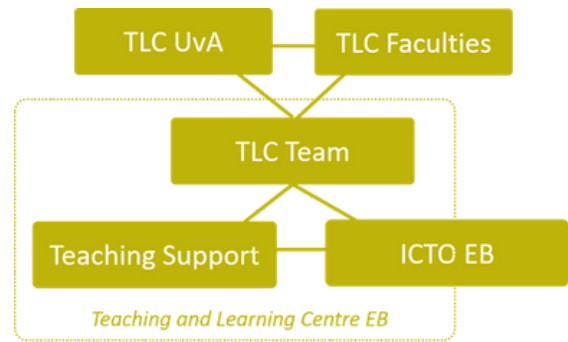 TLC UvA
TLC Faculties
TLC Team
Teaching Support
ICTO EB
Teaching and Learning Centre EB